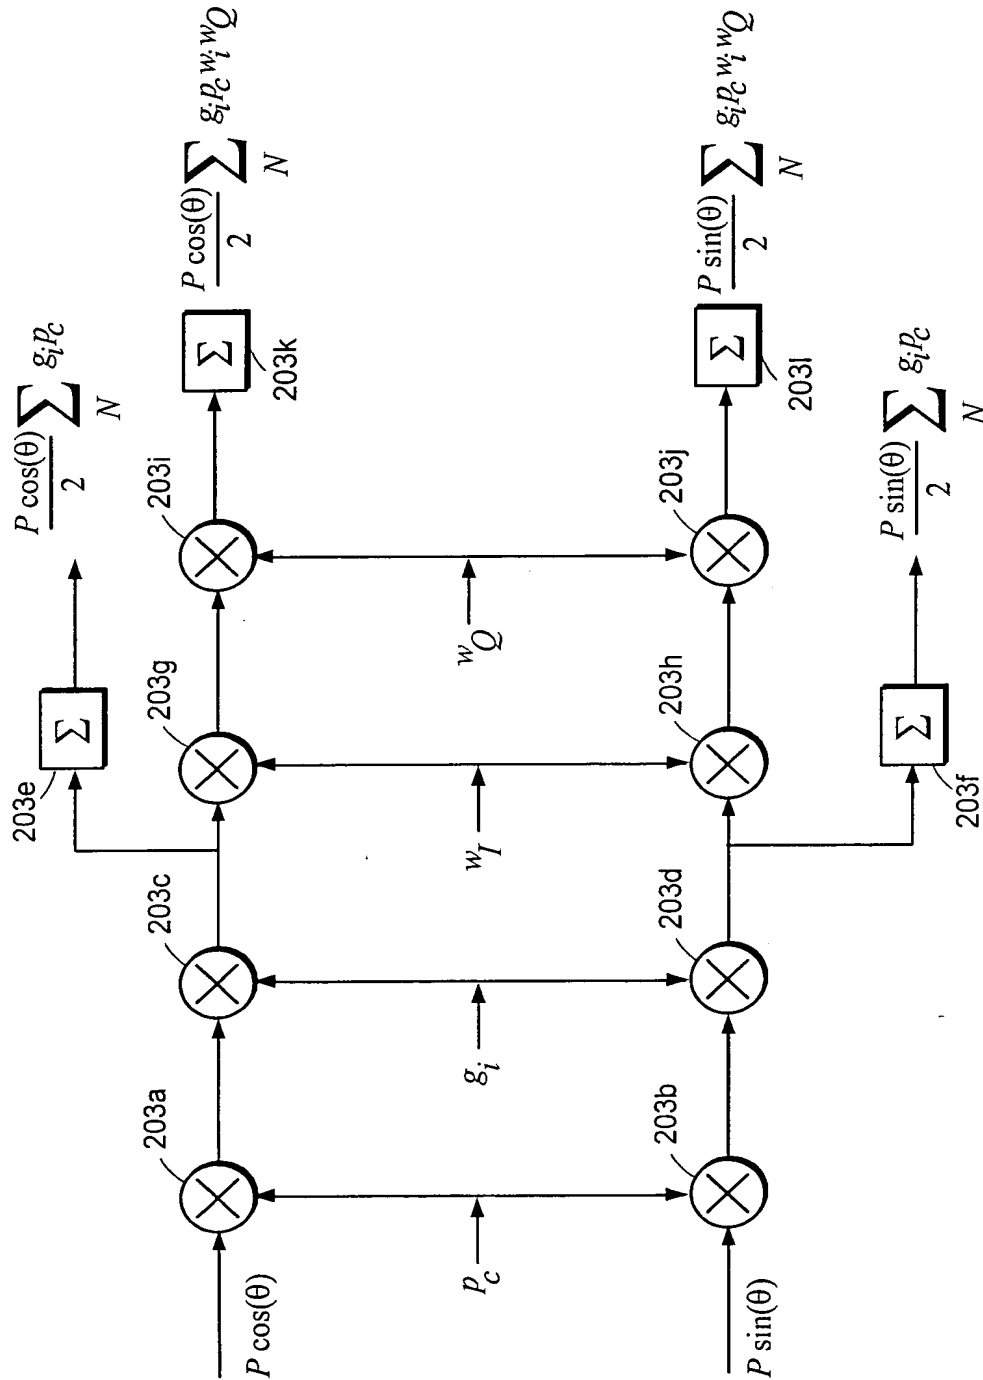 P cos(θ)/2 Σ_N g_i p_c
203e
Σ
P cos(θ)
203a
203c
203g
203i
Σ
203k
P cos(θ)/2 Σ_N g_i p_c w_i w_Q
p_c
g_i
w_I
w_Q
P sin(θ)
203b
203d
203h
203j
Σ
203l
P sin(θ)/2 Σ_N g_i p_c w_i w_Q
Σ
203f
P sin(θ)/2 Σ_N g_i p_c